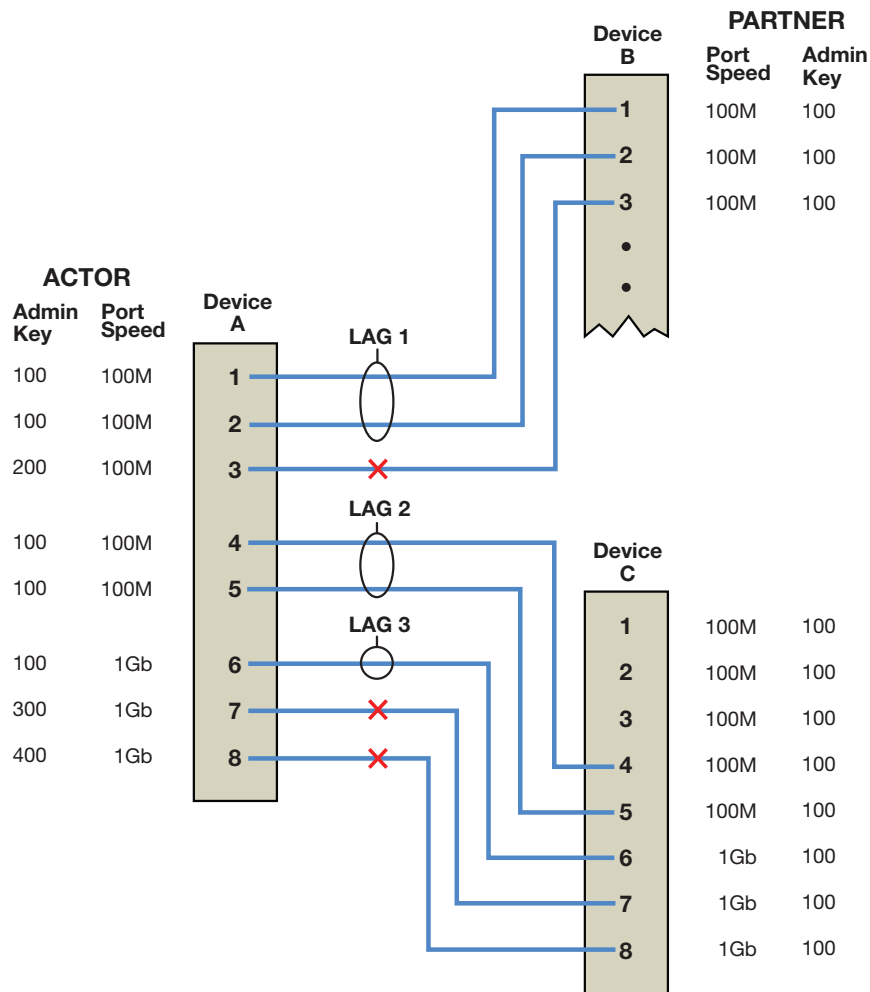 PARTNER
Device
B
Port
Speed
Admin
Key
1 100M 100
2 100M 100
3 100M 100
ACTOR
Admin
Key
Port
Speed
Device
A
LAG 1
100 100M 1
100 100M 2
200 100M 3
LAG 2
100 100M 4
100 100M 5
LAG 3
100 1Gb 6
300 1Gb 7
400 1Gb 8
Device
C
1 100M 100
2 100M 100
3 100M 100
4 100M 100
5 100M 100
6 1Gb 100
7 1Gb 100
8 1Gb 100